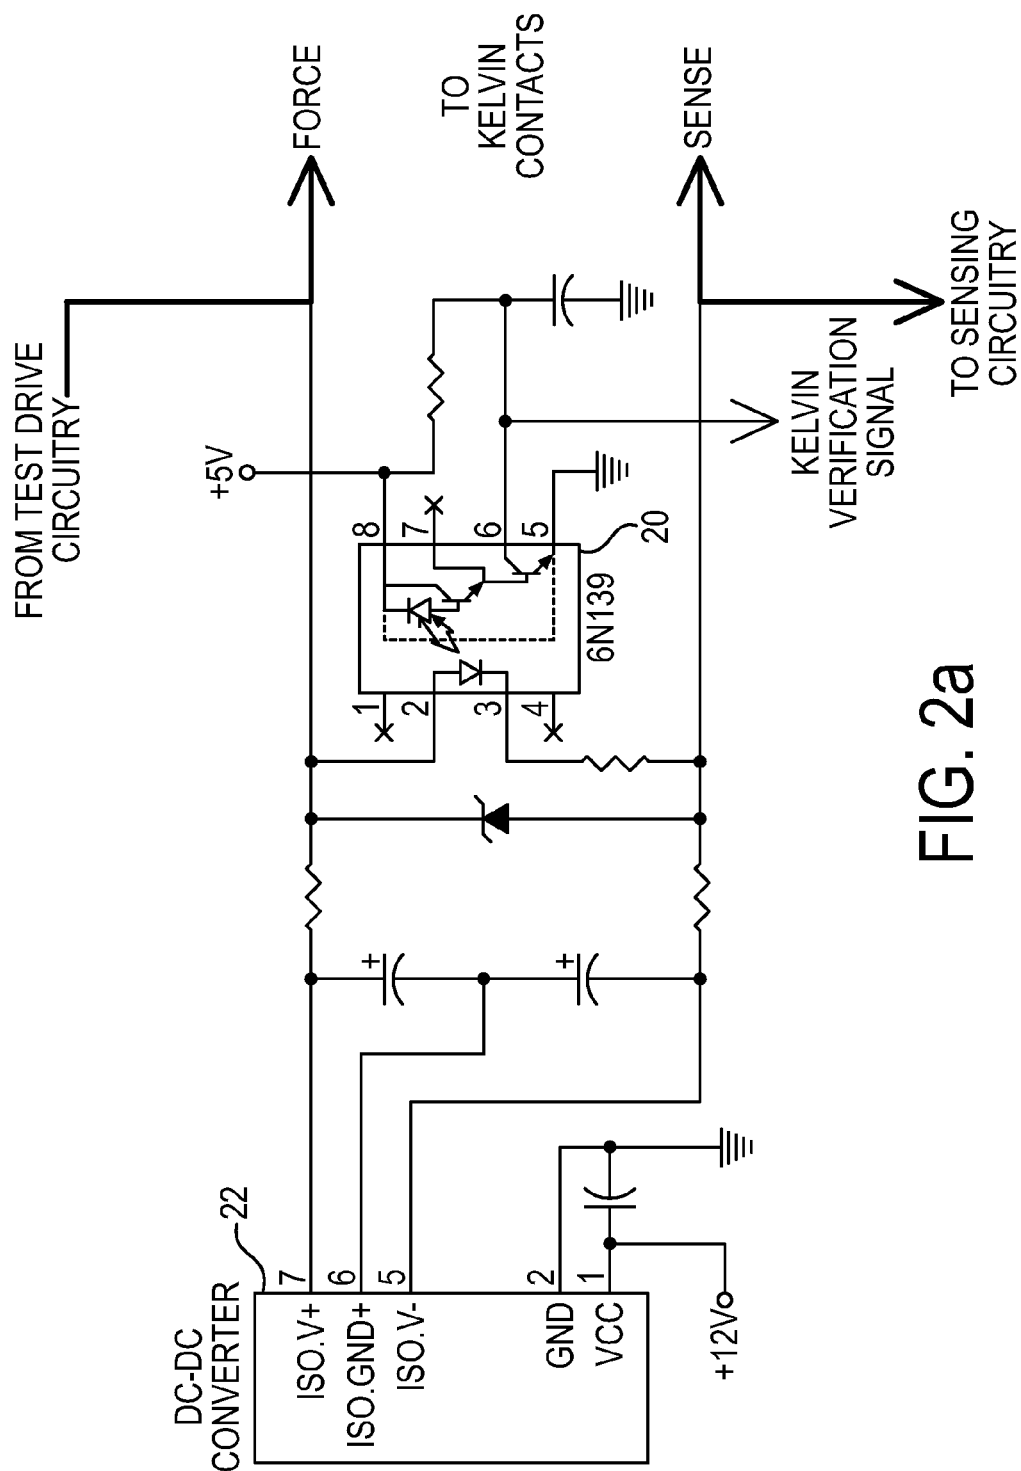 FROM TEST DRIVE
CIRCUITRY
FORCE
TO
KELVIN
CONTACTS
SENSE
TO SENSING
CIRCUITRY
KELVIN
VERIFICATION
SIGNAL
+5V
8
7
6
5
20
6N139
1
2
3
4
+
+
DC-DC
CONVERTER
22
ISO.V+
7
ISO.GND+
6
ISO.V-
5
GND
2
VCC
1
+12V
FIG. 2a